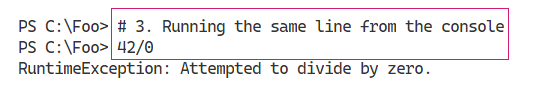 PS C:\Foo> # 3. Running the same line from the console
PS C:\Foo> 42/0
RuntimeException: Attempted to divide by zero.